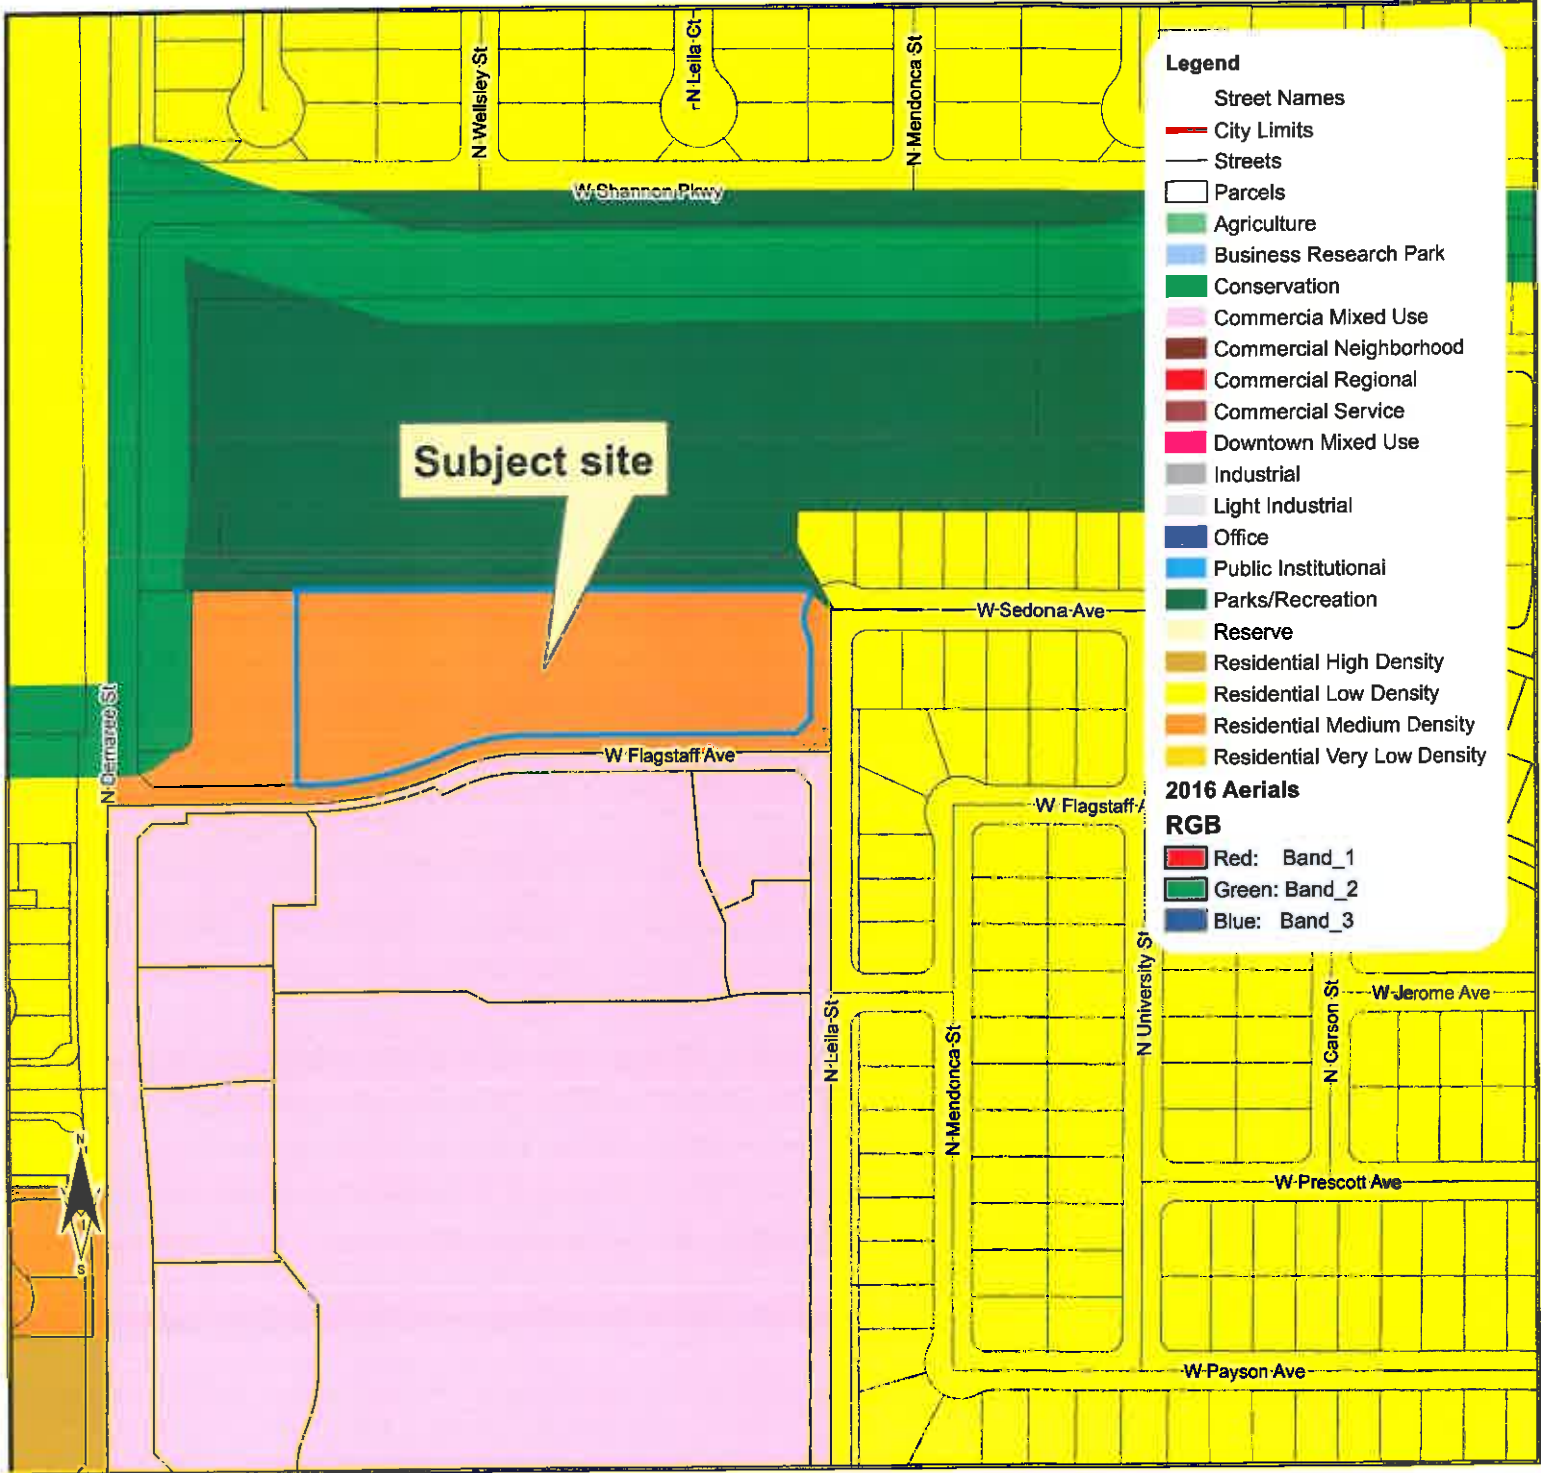 N Wellsley St
N Leila Ct
N Mendonca St
W Shannon Pkwy
Subject site
W Sedona Ave
N Demaree St
W Flagstaff Ave
W Flagstaff A
N Leila St
N Mendonca St
N University St
N Carson St
W Jerome Ave
W Prescott Ave
W Payson Ave
N
S
Legend
Street Names
City Limits
Streets
Parcels
Agriculture
Business Research Park
Conservation
Commercia Mixed Use
Commercial Neighborhood
Commercial Regional
Commercial Service
Downtown Mixed Use
Industrial
Light Industrial
Office
Public Institutional
Parks/Recreation
Reserve
Residential High Density
Residential Low Density
Residential Medium Density
Residential Very Low Density
2016 Aerials
RGB
Red: Band_1
Green: Band_2
Blue: Band_3